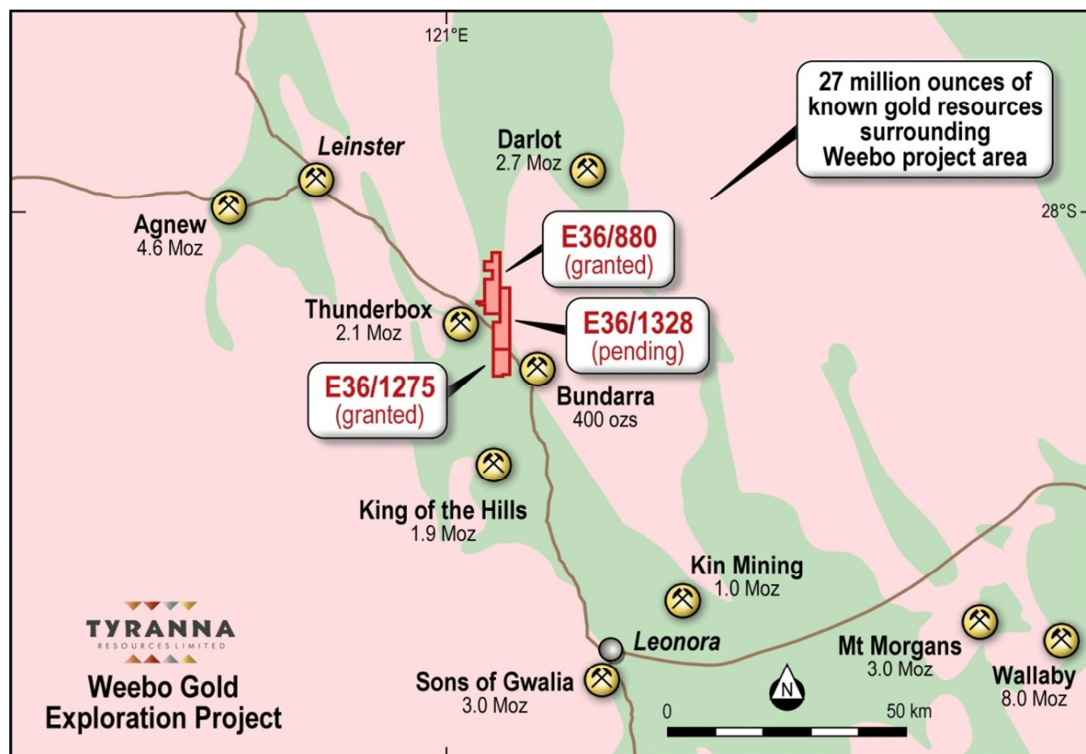 121°E
27 million ounces of
known gold resources
surrounding
Weebo project area
Leinster
Darlot
2.7 Moz
28°S
Agnew
4.6 Moz
E36/880
(granted)
Thunderbox
2.1 Moz
E36/1328
(pending)
E36/1275
(granted)
Bundarra
400 ozs
King of the Hills
1.9 Moz
Kin Mining
1.0 Moz
Leonora
Mt Morgans
3.0 Moz
Wallaby
8.0 Moz
Sons of Gwalia
3.0 Moz
TYRANNA
RESOURCES LIMITED
Weebo Gold
Exploration Project
N
0 50 km